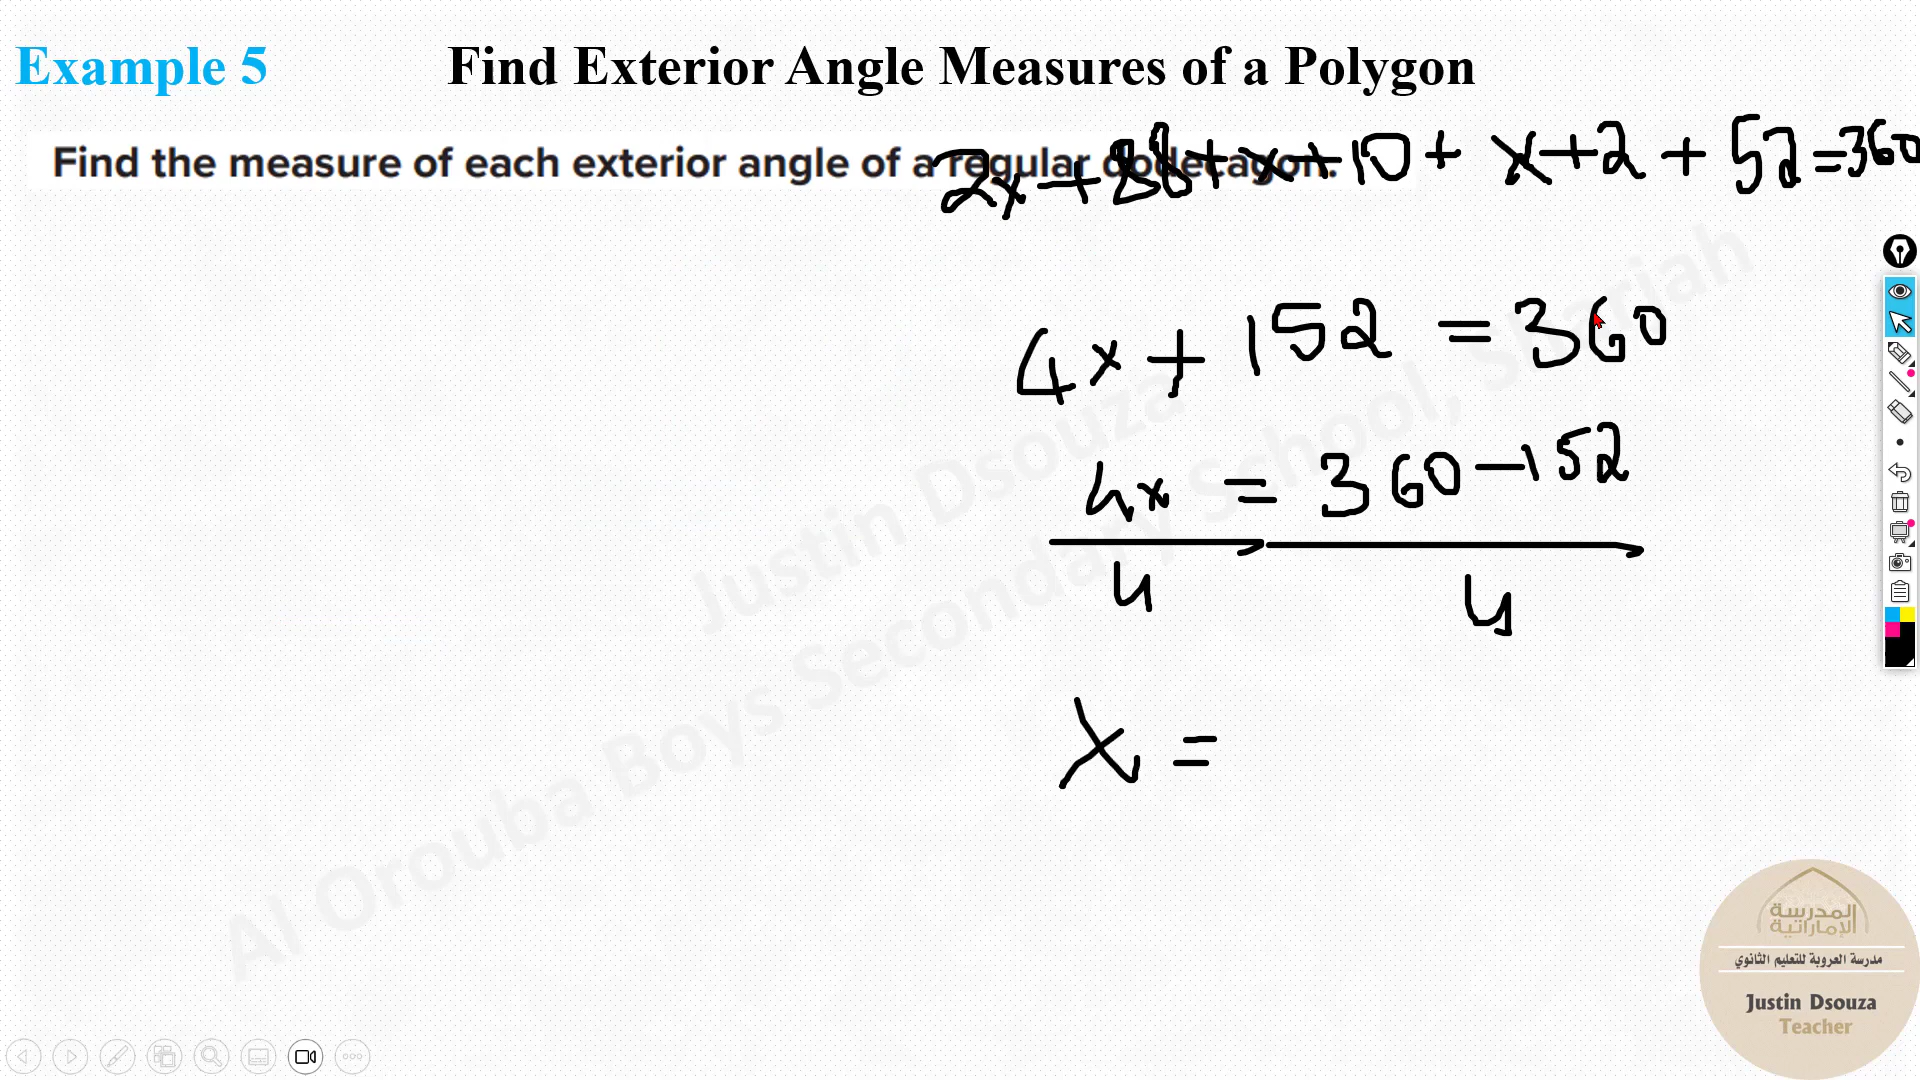 Example 5 Find Exterior Angle Measures of a Polygon
Find the measure of each exterior angle of a regular dodecagon.
2x + 88 + x + 10 + x + 2 + 52 = 360
4x + 152 = 360
4x = 360 - 152
4 4
x =
Justin Dsouza
Al Orouba Boys Secondary School, Sharjah
المدرسة
الإماراتية
مدرسة العروبة للتعليم الثانوي
Justin Dsouza
Teacher